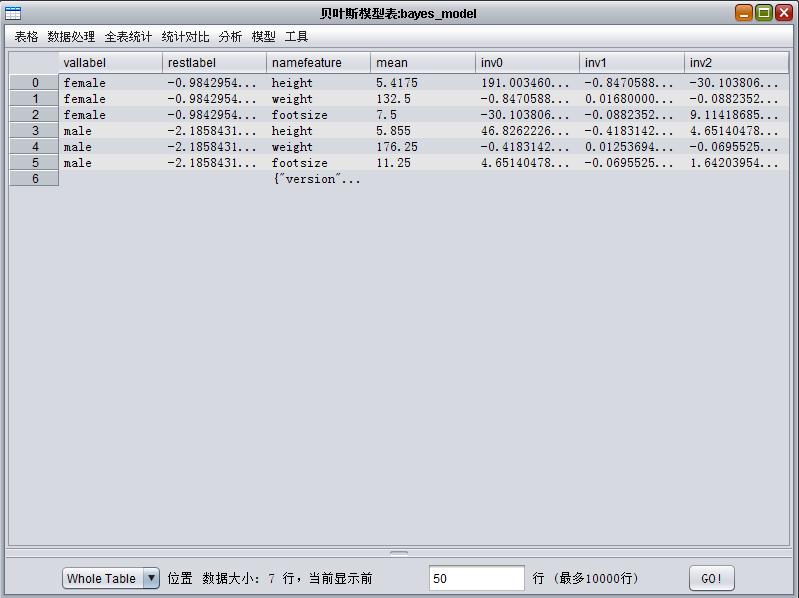 贝叶斯模型表:bayes_model
表格 数据处理 全表统计 统计对比 分析 模型 工具
vallabel restlabel namefeature mean inv0 inv1 inv2
0 female -0.9842954... height 5.4175 191.003460... -0.8470588... -30.103806...
1 female -0.9842954... weight 132.5 -0.8470588... 0.01680000... -0.0882352...
2 female -0.9842954... footsize 7.5 -30.103806... -0.0882352... 9.11418685...
3 male -2.1858431... height 5.855 46.8262226... -0.4183142... 4.65140478...
4 male -2.1858431... weight 176.25 -0.4183142... 0.01253694... -0.0695525...
5 male -2.1858431... footsize 11.25 4.65140478... -0.0695525... 1.64203954...
6 {"version"...
Whole Table 位置 数据大小: 7 行, 当前显示前 50 行 (最多10000行) GO!